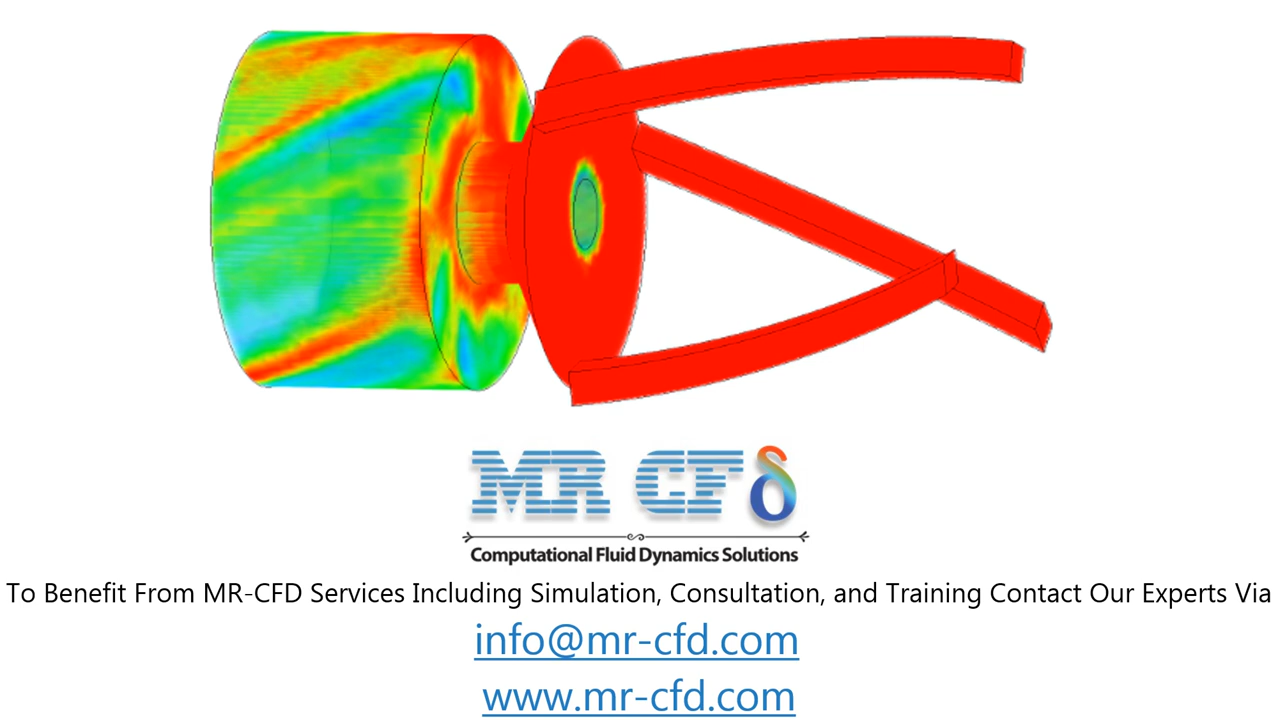 MR CFδ
Computational Fluid Dynamics Solutions
To Benefit From MR-CFD Services Including Simulation, Consultation, and Training Contact Our Experts Via
info@mr-cfd.com
www.mr-cfd.com